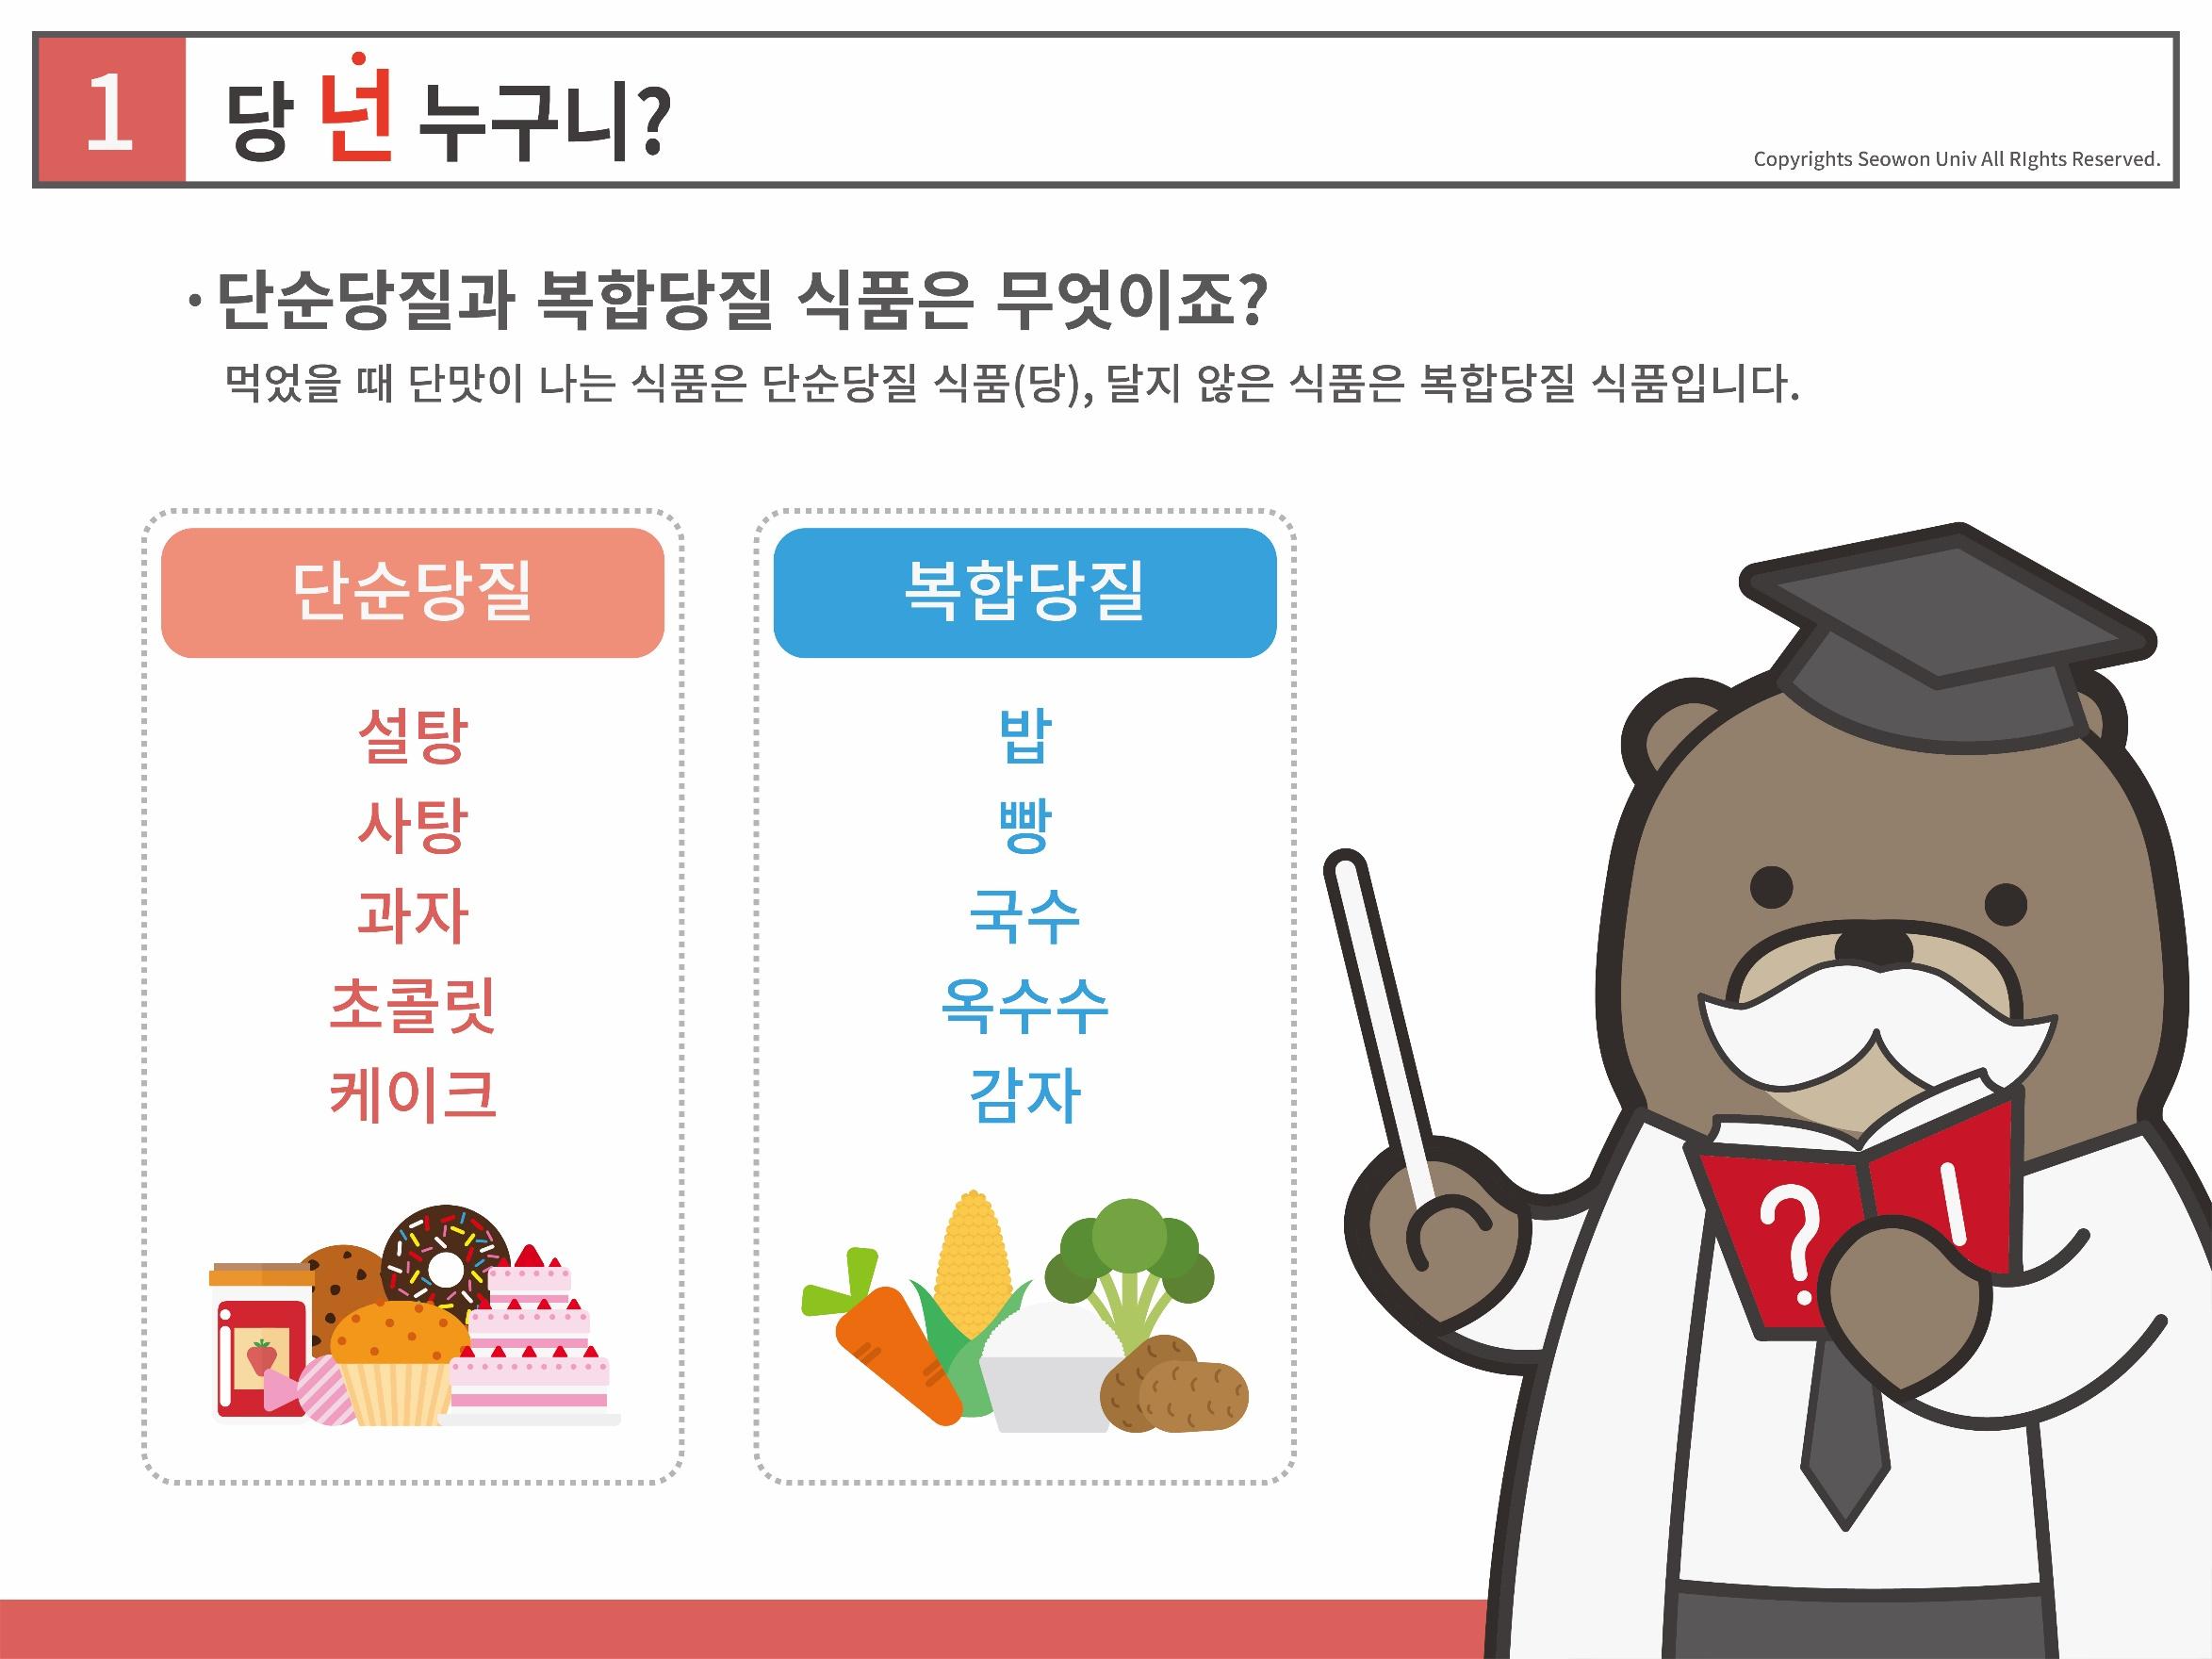 1 당 넌 누구니?
Copyrights Seowon Univ All RIghts Reserved.
· 단순당질과 복합당질 식품은 무엇이죠?
먹었을 때 단맛이 나는 식품은 단순당질 식품(당), 달지 않은 식품은 복합당질 식품입니다.
단순당질
설탕
사탕
과자
초콜릿
케이크
복합당질
밥
빵
국수
옥수수
감자
? !